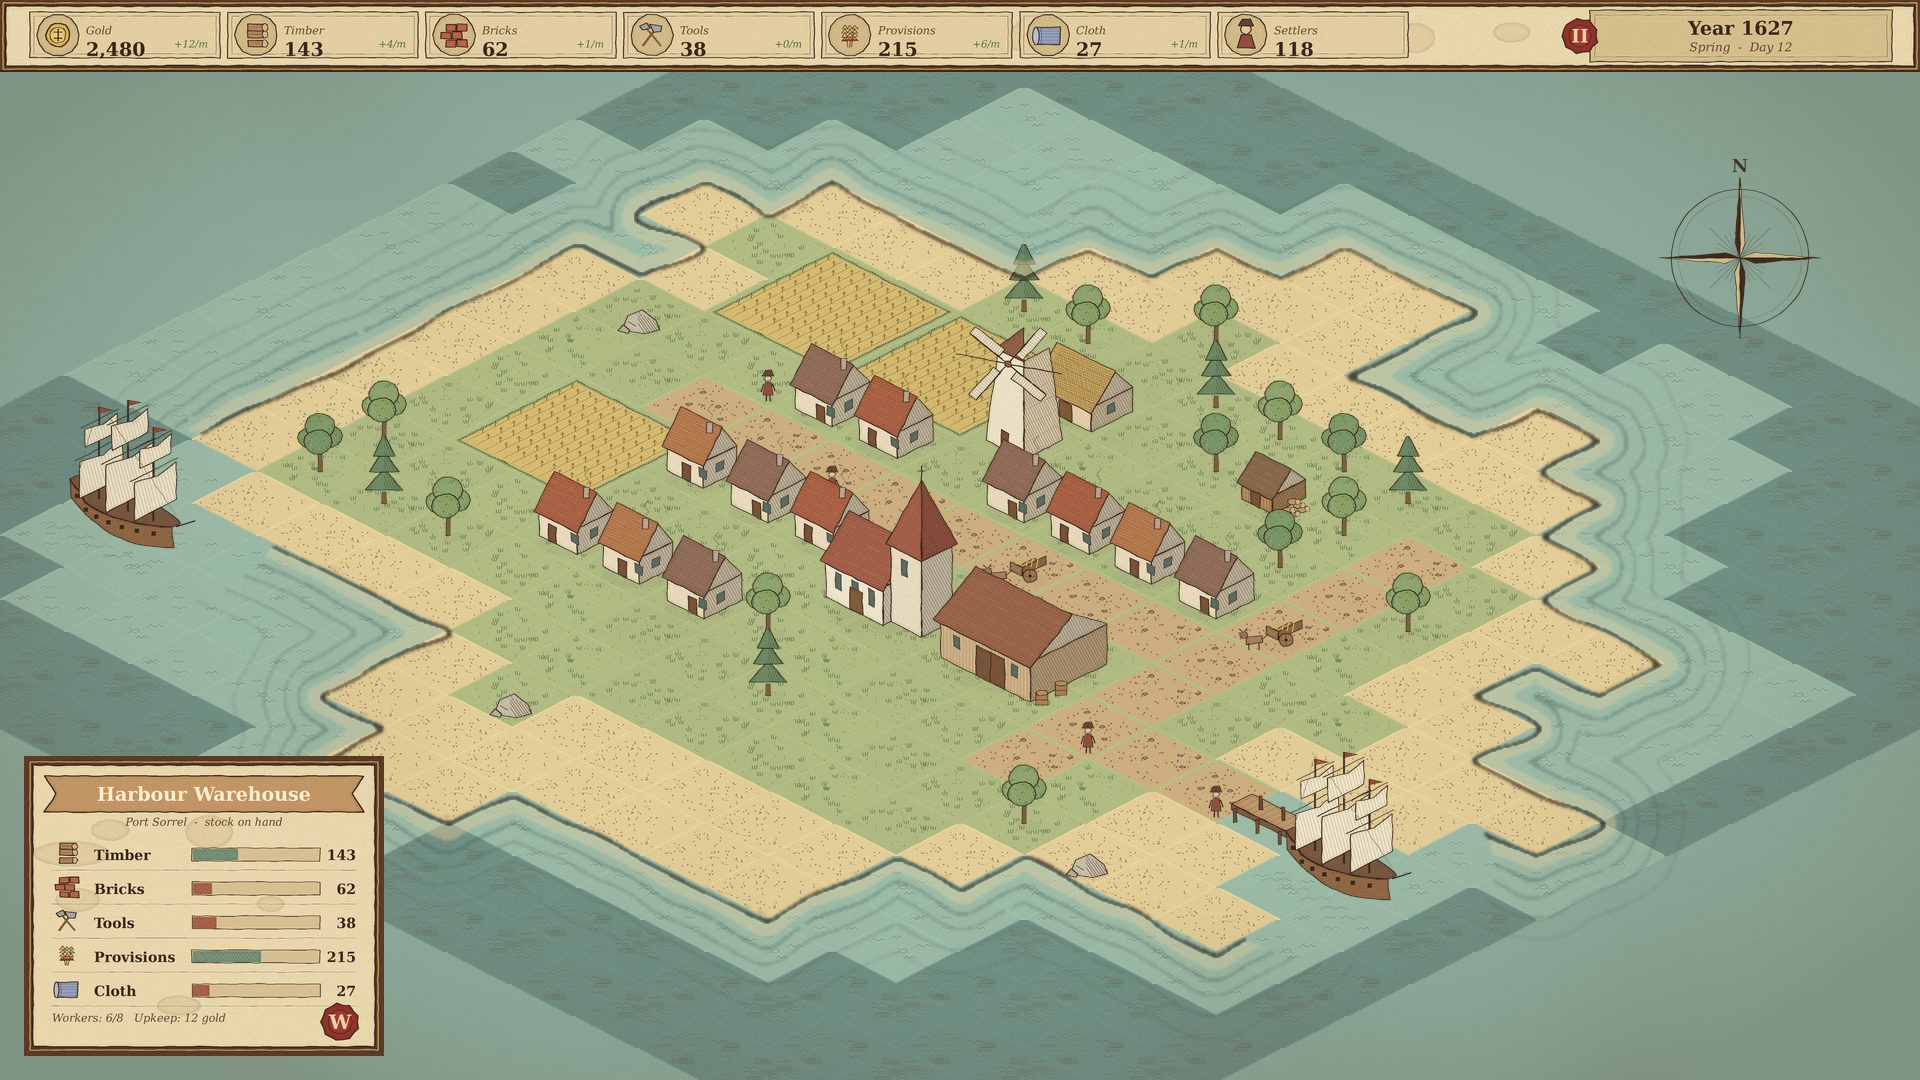 Gold
2,480 +12/m
Timber
143 +4/m
Bricks
62 +1/m
Tools
38 +0/m
Provisions
215 +6/m
Cloth
27 +1/m
Settlers
118
II
Year 1627
Spring - Day 12
N
Harbour Warehouse
Port Sorrel - stock on hand
Timber 143
Bricks 62
Tools 38
Provisions 215
Cloth 27
Workers: 6/8 Upkeep: 12 gold
W